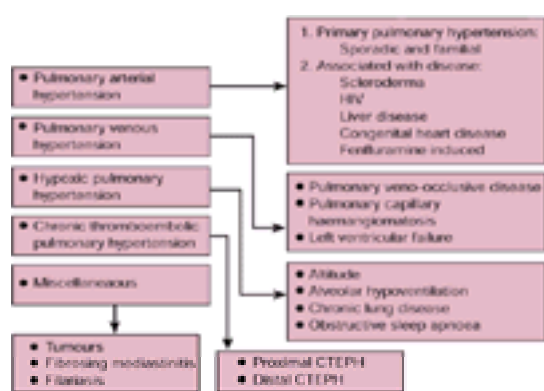 • Pulmonary arterial
hypertension
• Pulmonary venous
hypertension
• Hypoxic pulmonary
hypertension
• Chronic thromboembolic
pulmonary hypertension
• Miscellaneous
1. Primary pulmonary hypertension:
Sporadic and familial
2. Associated with disease:
Scleroderma
HIV
Liver disease
Congenital heart disease
Fenfluramine induced
• Pulmonary veno-occlusive disease
• Pulmonary capillary
haemangiomatosis
• Left ventricular failure
• Altitude
• Alveolar hypoventilation
• Chronic lung disease
• Obstructive sleep apnoea
• Tumours
• Fibrosing mediastinitis
• Filariasis
• Proximal CTEPH
• Distal CTEPH